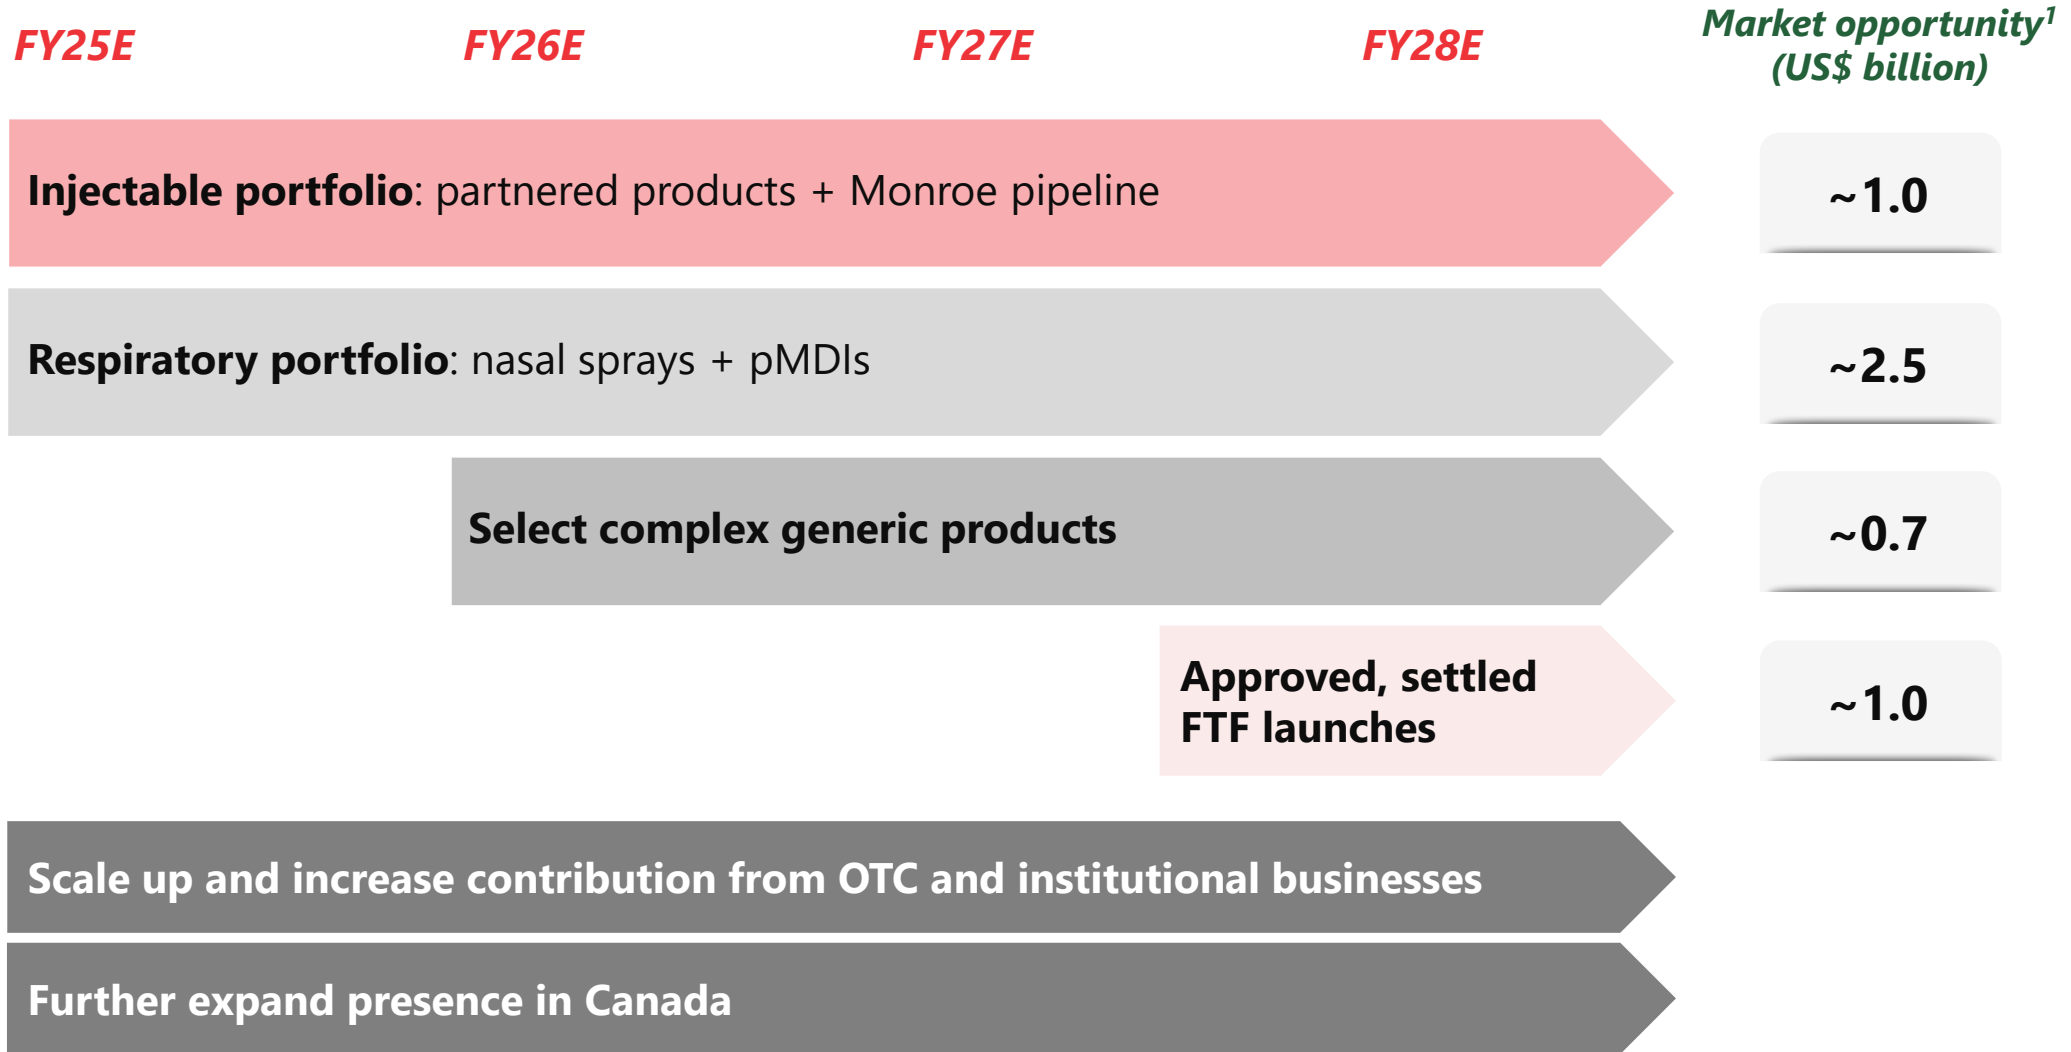 FY25E
FY26E
FY27E
FY28E
Market opportunity¹
(US$ billion)
Injectable portfolio: partnered products + Monroe pipeline
~1.0
Respiratory portfolio: nasal sprays + pMDIs
~2.5
Select complex generic products
~0.7
Approved, settled
FTF launches
~1.0
Scale up and increase contribution from OTC and institutional businesses
Further expand presence in Canada